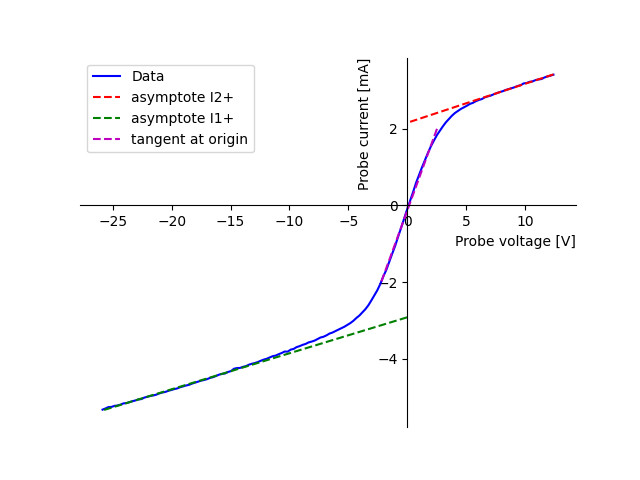 Data
asymptote I2+
asymptote I1+
tangent at origin
Probe current [mA]
2
0
−25
−20
−15
−10
−5
0
5
10
Probe voltage [V]
−2
−4